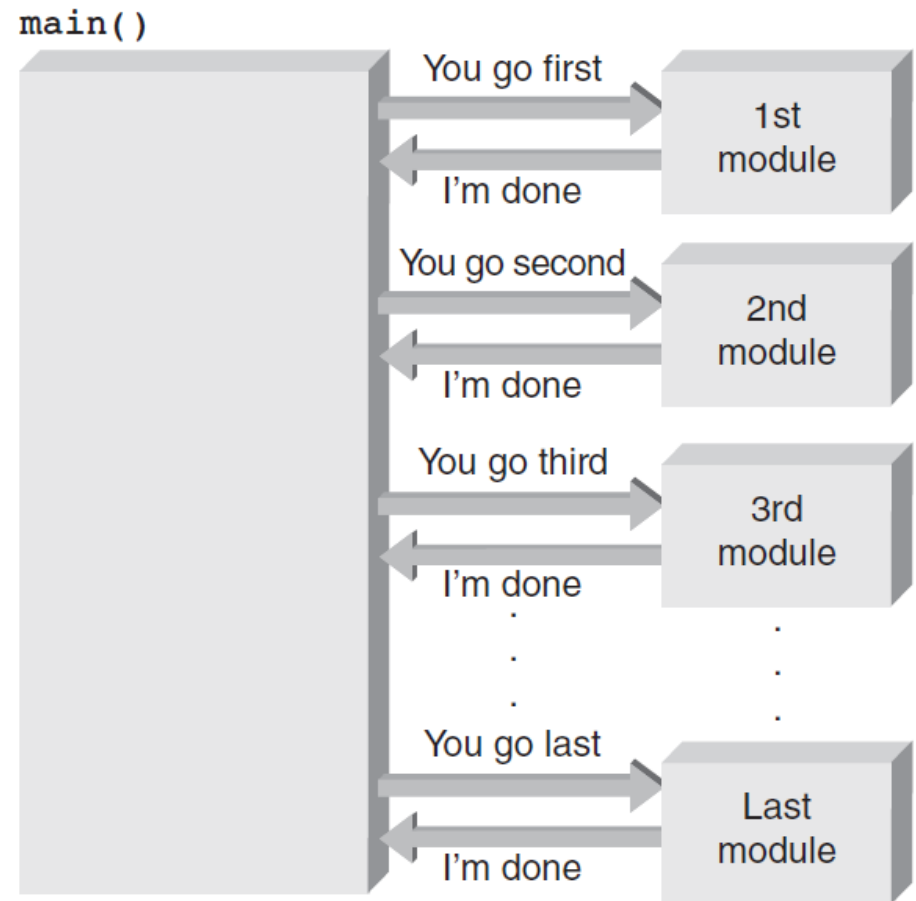 main()
You go first
1st
module
I'm done
You go second
2nd
module
I'm done
You go third
3rd
module
I'm done
.
.
.
.
.
.
You go last
Last
module
I'm done